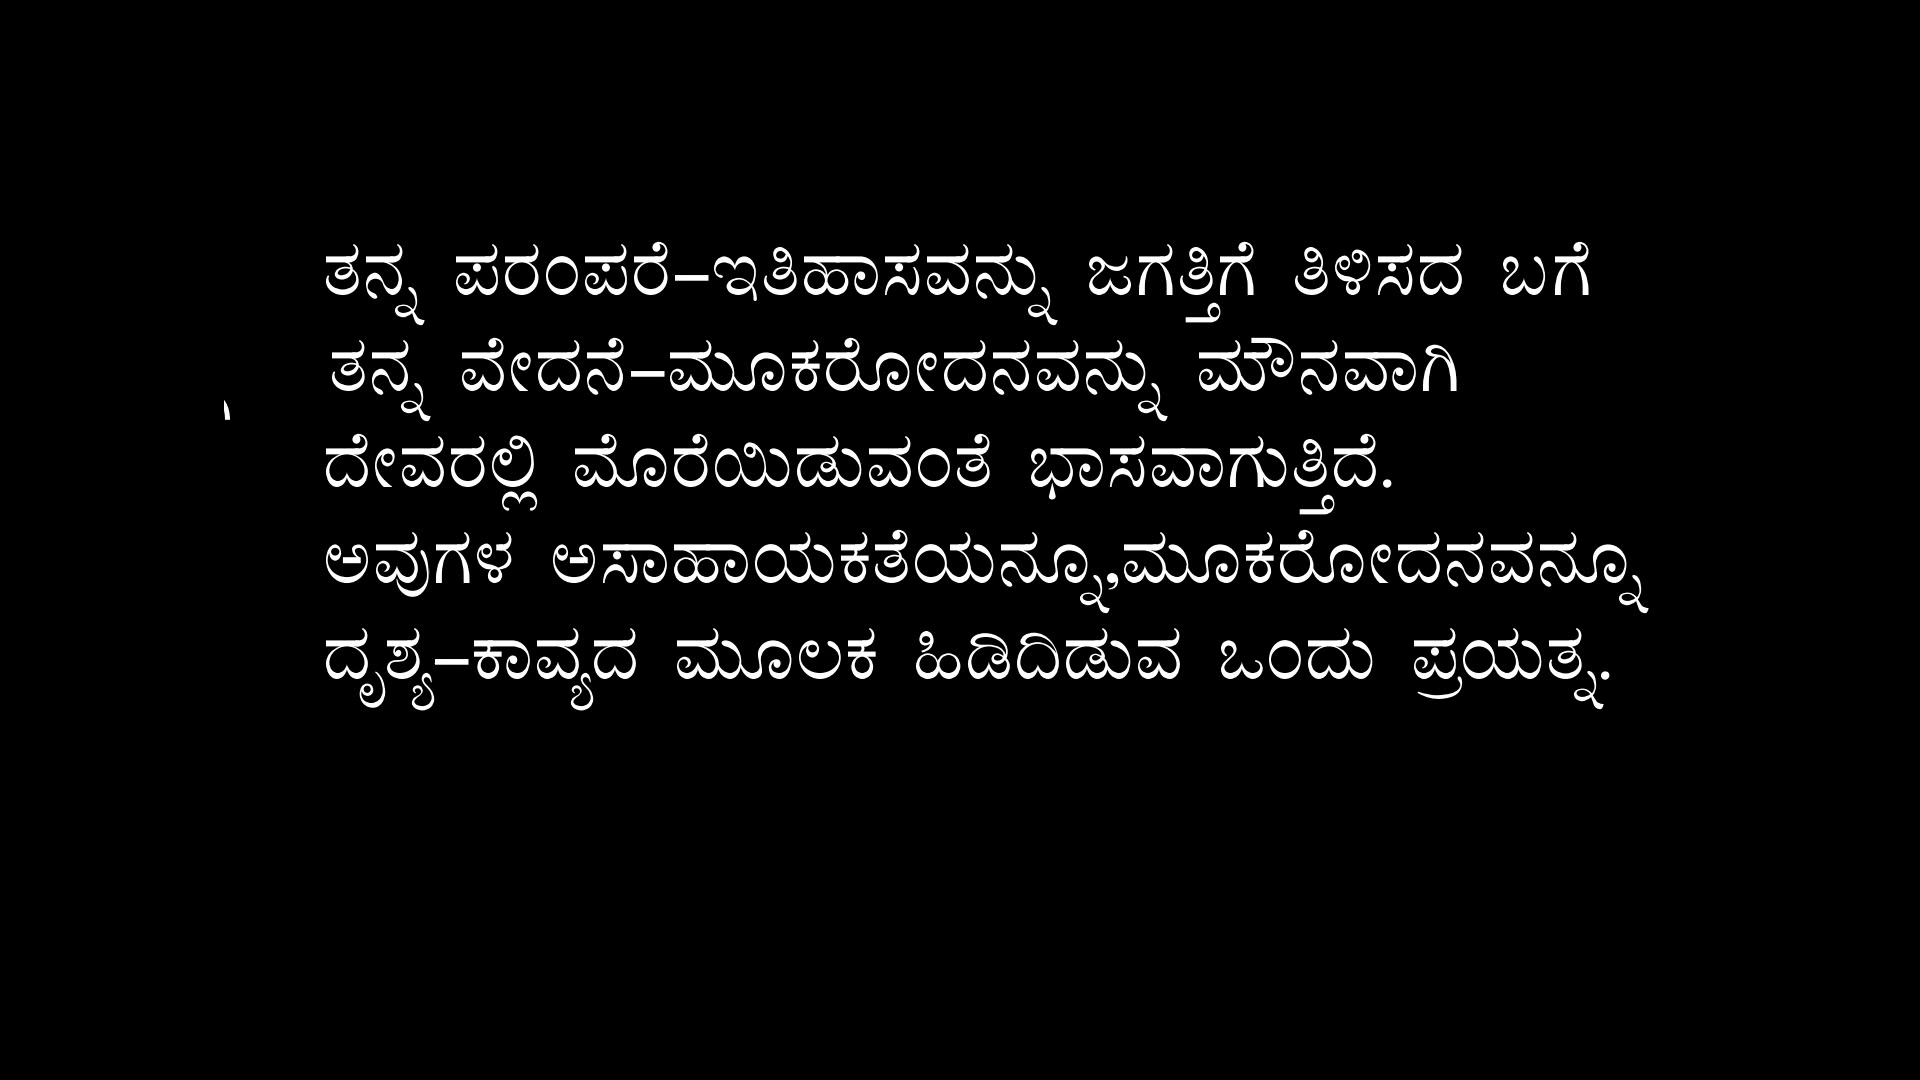 ತನ್ನ ಪರಂಪರೆ–ಇತಿಹಾಸವನ್ನು ಜಗತ್ತಿಗೆ ತಿಳಿಸದ ಬಗೆ
ತನ್ನ ವೇದನೆ–ಮೂಕರೋದನವನ್ನು ಮೌನವಾಗಿ
ದೇವರಲ್ಲಿ ಮೊರೆಯಿಡುವಂತೆ ಭಾಸವಾಗುತ್ತಿದೆ.
ಅವುಗಳ ಅಸಾಹಾಯಕತೆಯನ್ನೂ,ಮೂಕರೋದನವನ್ನೂ
ದೃಶ್ಯ–ಕಾವ್ಯದ ಮೂಲಕ ಹಿಡಿದಿಡುವ ಒಂದು ಪ್ರಯತ್ನ.